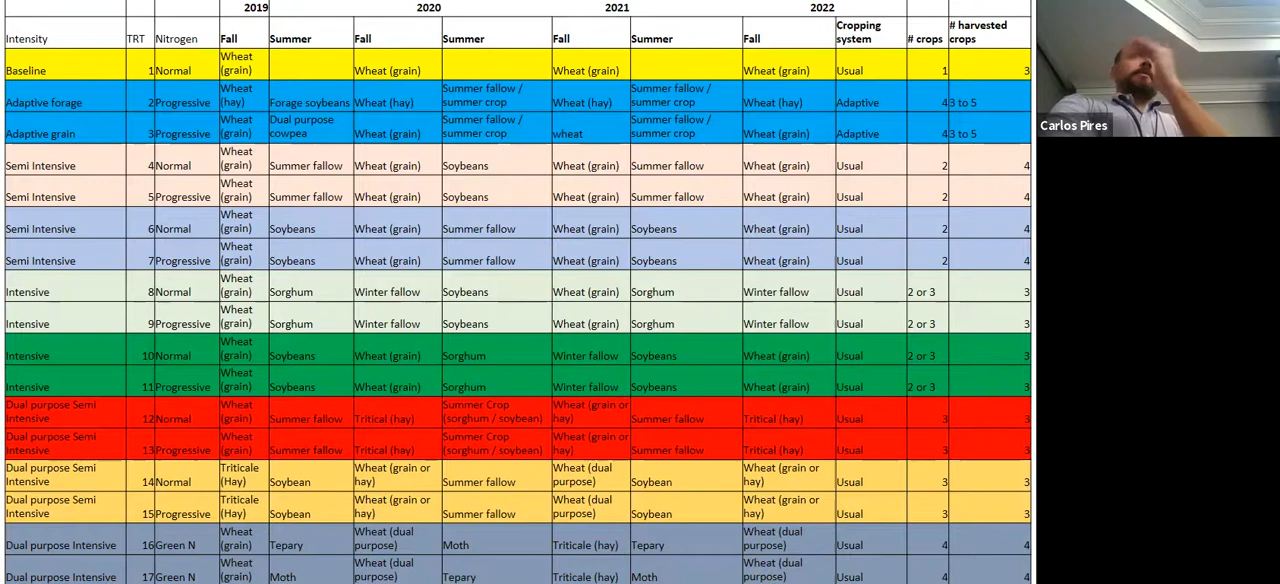 2019 2020 2021 2022
Intensity TRT Nitrogen Fall Summer Fall Summer Fall Summer Fall Cropping system # crops # harvested crops
Baseline 1 Normal Wheat (grain) Wheat (grain) Wheat (grain) Wheat (grain) Usual 1 3
Adaptive forage 2 Progressive Wheat (hay) Forage soybeans Wheat (hay) Summer fallow / summer crop Wheat (hay) Summer fallow / summer crop Wheat (hay) Adaptive 4 3 to 5
Adaptive grain 3 Progressive Wheat (grain) Dual purpose cowpea Wheat (grain) Summer fallow / summer crop wheat Summer fallow / summer crop Wheat (grain) Adaptive 4 3 to 5
Semi Intensive 4 Normal Wheat (grain) Summer fallow Wheat (grain) Soybeans Wheat (grain) Summer fallow Wheat (grain) Usual 2 4
Semi Intensive 5 Progressive Wheat (grain) Summer fallow Wheat (grain) Soybeans Wheat (grain) Summer fallow Wheat (grain) Usual 2 4
Semi Intensive 6 Normal Wheat (grain) Soybeans Wheat (grain) Summer fallow Wheat (grain) Soybeans Wheat (grain) Usual 2 4
Semi Intensive 7 Progressive Wheat (grain) Soybeans Wheat (grain) Summer fallow Wheat (grain) Soybeans Wheat (grain) Usual 2 4
Intensive 8 Normal Wheat (grain) Sorghum Winter fallow Soybeans Wheat (grain) Sorghum Winter fallow Usual 2 or 3 3
Intensive 9 Progressive Wheat (grain) Sorghum Winter fallow Soybeans Wheat (grain) Sorghum Winter fallow Usual 2 or 3 3
Intensive 10 Normal Wheat (grain) Soybeans Wheat (grain) Sorghum Winter fallow Soybeans Wheat (grain) Usual 2 or 3 3
Intensive 11 Progressive Wheat (grain) Soybeans Wheat (grain) Sorghum Winter fallow Soybeans Wheat (grain) Usual 2 or 3 3
Dual purpose Semi Intensive 12 Normal Wheat (grain) Summer fallow Tritical (hay) Summer Crop (sorghum / soybean) Wheat (grain or hay) Summer fallow Tritical (hay) Usual 3 3
Dual purpose Semi Intensive 13 Progressive Wheat (grain) Summer fallow Tritical (hay) Summer Crop (sorghum / soybean) Wheat (grain or hay) Summer fallow Tritical (hay) Usual 3 3
Dual purpose Semi Intensive 14 Normal Triticale (Hay) Soybean Wheat (grain or hay) Summer fallow Wheat (dual purpose) Soybean Wheat (grain or hay) Usual 3 3
Dual purpose Semi Intensive 15 Progressive Triticale (Hay) Soybean Wheat (grain or hay) Summer fallow Wheat (dual purpose) Soybean Wheat (grain or hay) Usual 3 3
Dual purpose Intensive 16 Green N Wheat (grain) Tepary Wheat (dual purpose) Moth Triticale (hay) Tepary Wheat (dual purpose) Usual 4 4
Dual purpose Intensive 17 Green N Wheat (grain) Moth Wheat (dual purpose) Tepary Triticale (hay) Moth Wheat (dual purpose) Usual 4 4
Carlos Pires